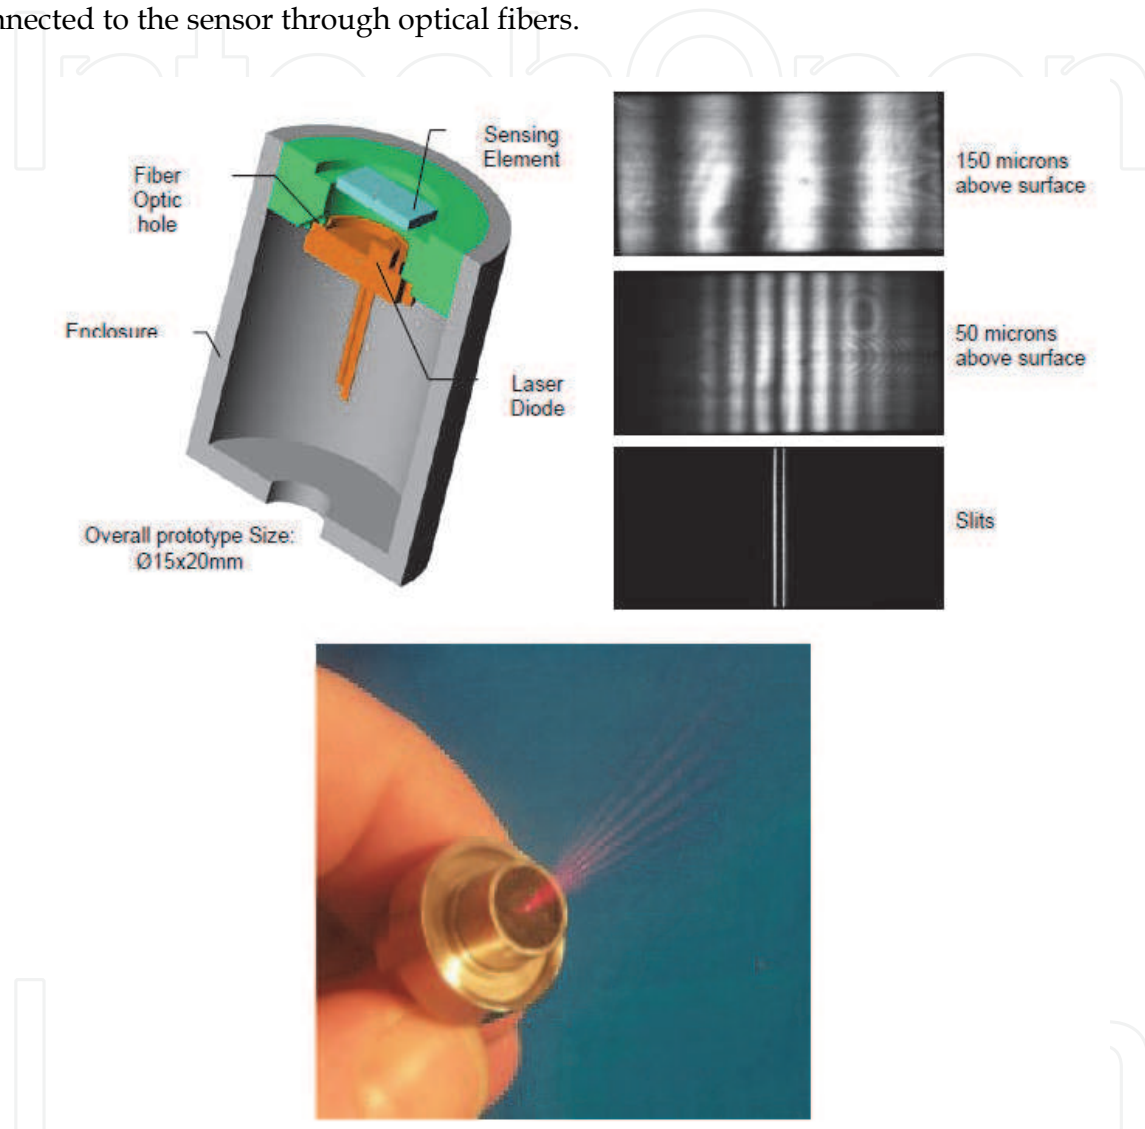 nnected to the sensor through optical fibers.
Sensing
Element
Fiber
Optic
hole
Enclosure
Laser
Diode
Overall prototype Size:
Ø15x20mm
150 microns
above surface
50 microns
above surface
Slits